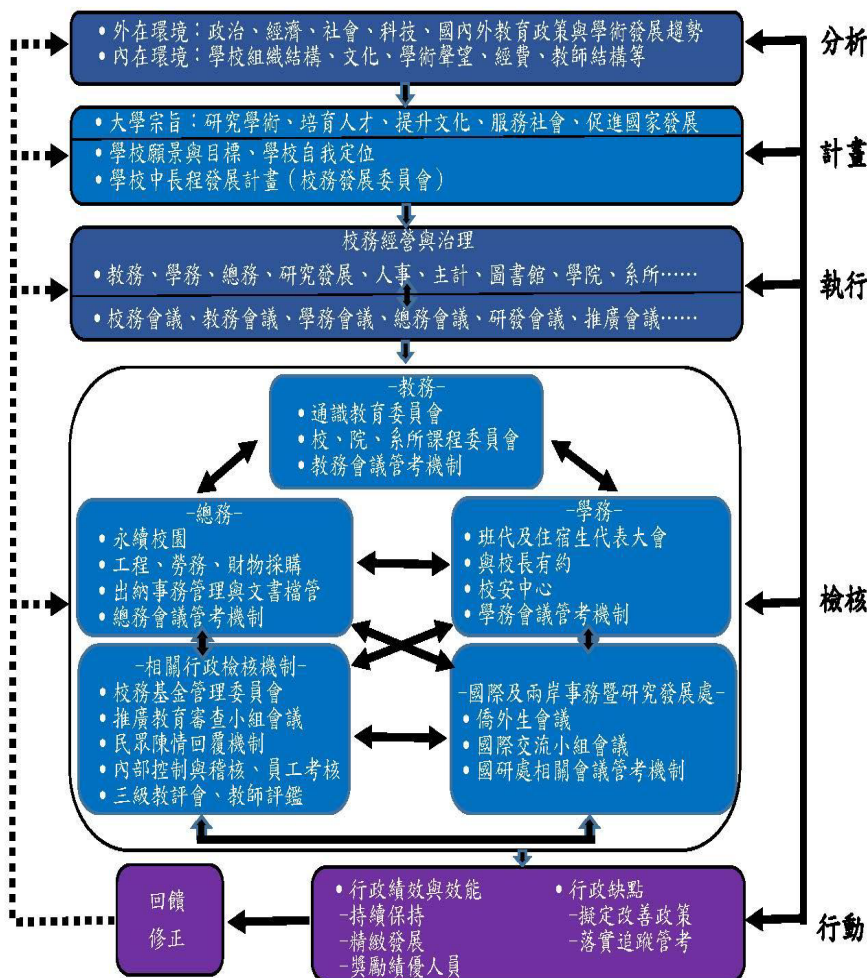 • 外在環境：政治、經濟、社會、科技、國內外教育政策與學術發展趨勢
• 內在環境：學校組織結構、文化、學術聲望、經費、教師結構等
分析
• 大學宗旨：研究學術、培育人才、提升文化、服務社會、促進國家發展
• 學校願景與目標、學校自我定位
• 學校中長程發展計畫（校務發展委員會）
計畫
校務經營與治理
• 教務、學務、總務、研究發展、人事、主計、圖書館、學院、系所……
• 校務會議、教務會議、學務會議、總務會議、研發會議、推廣會議……
執行
-教務-
• 通識教育委員會
• 校、院、系所課程委員會
• 教務會議管考機制
-總務-
• 永續校園
• 工程、勞務、財物採購
• 出納事務管理與文書檔管
• 總務會議管考機制
-學務-
• 班代及住宿生代表大會
• 與校長有約
• 校安中心
• 學務會議管考機制
檢核
-相關行政檢核機制-
• 校務基金管理委員會
• 推廣教育審查小組會議
• 民眾陳情回覆機制
• 內部控制與稽核、員工考核
• 三級教評會、教師評鑑
-國際及兩岸事務暨研究發展處-
• 僑外生會議
• 國際交流小組會議
• 國研處相關會議管考機制
回饋
修正
• 行政績效與效能
-持續保持
-精緻發展
-獎勵績優人員
• 行政缺點
-擬定改善政策
-落實追蹤管考
行動